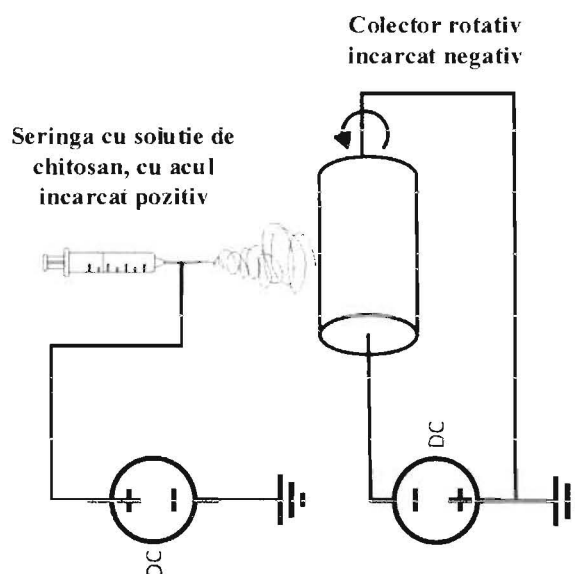 Colector rotativ
incarcat negativ
Seringa cu solutie de
chitosan, cu acul
incarcat pozitiv
DC
+ -
DC
- +